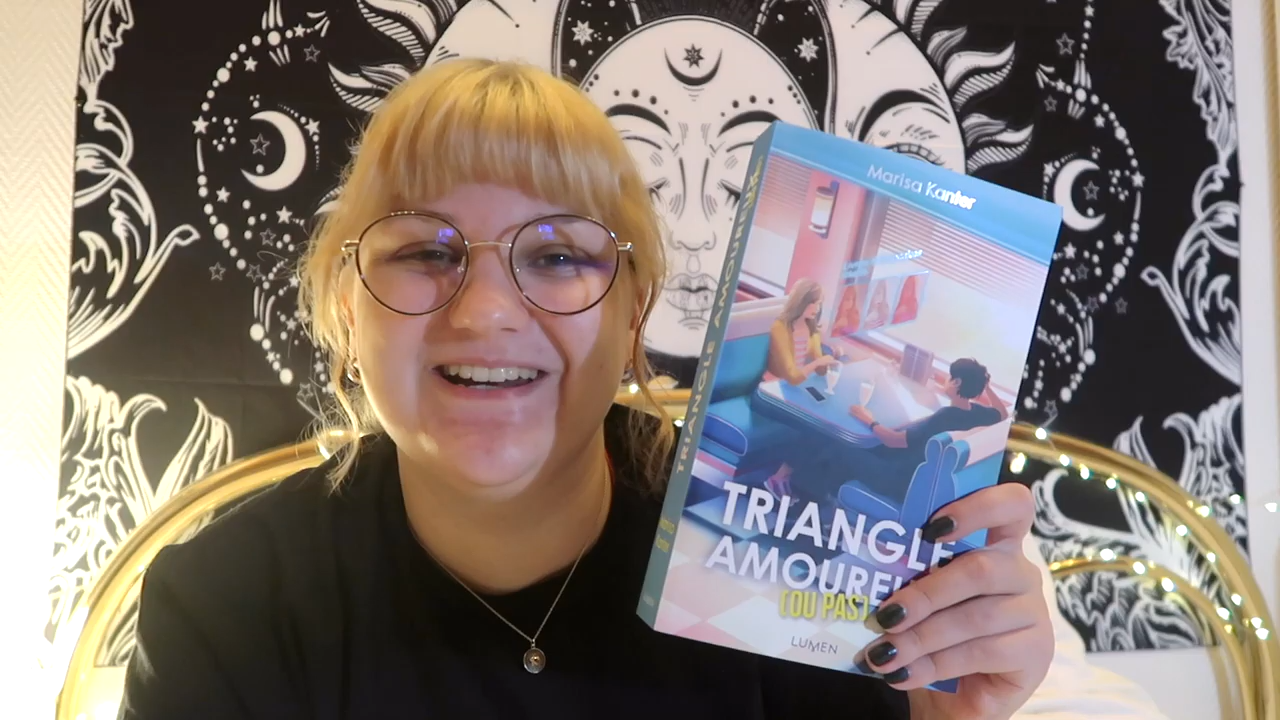 Marisa Kanter
TRIANGLE AMOUREUX
TRIANGLE
AMOUREU
(OU PAS)
LUMEN